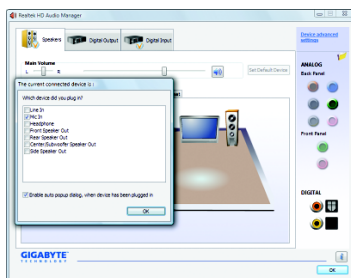 Realtek HD Audio Manager
Speakers
Digital Output
Digital Input
Device advanced settings
Main Volume
L
R
Set Default Device
ANALOG
Back Panel
The current connected device is :
Which device did you plug in?
Line In
Mic In
Headphone
Front Speaker Out
Rear Speaker Out
Center/Subwoofer Speaker Out
Side Speaker Out
Enable auto popup dialog, when device has been plugged in
OK
Front Panel
DIGITAL
GIGABYTE
TECHNOLOGY
i
OK